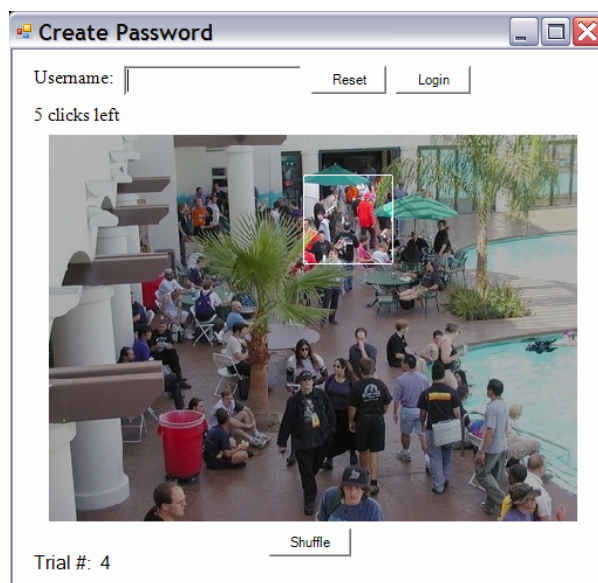 Create Password
Username: Reset Login
5 clicks left
Shuffle
Trial #: 4